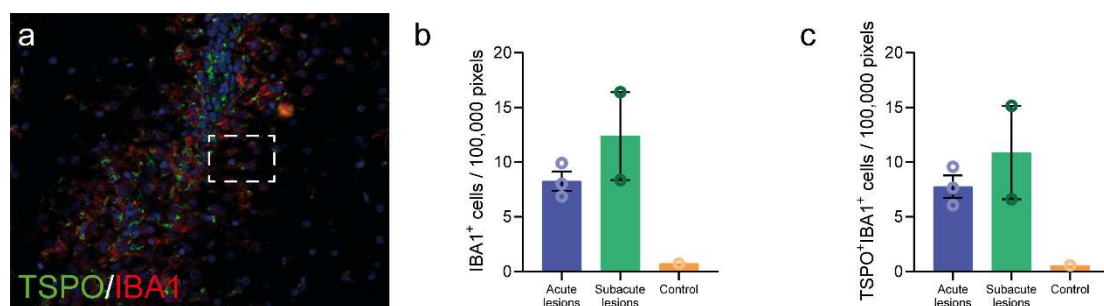 a
TSPO/IBA1
b
IBA1+ cells / 100,000 pixels
20
15
10
5
0
Acute
lesions
Subacute
lesions
Control
c
TSPO+IBA1+ cells / 100,000 pixels
20
15
10
5
0
Acute
lesions
Subacute
lesions
Control